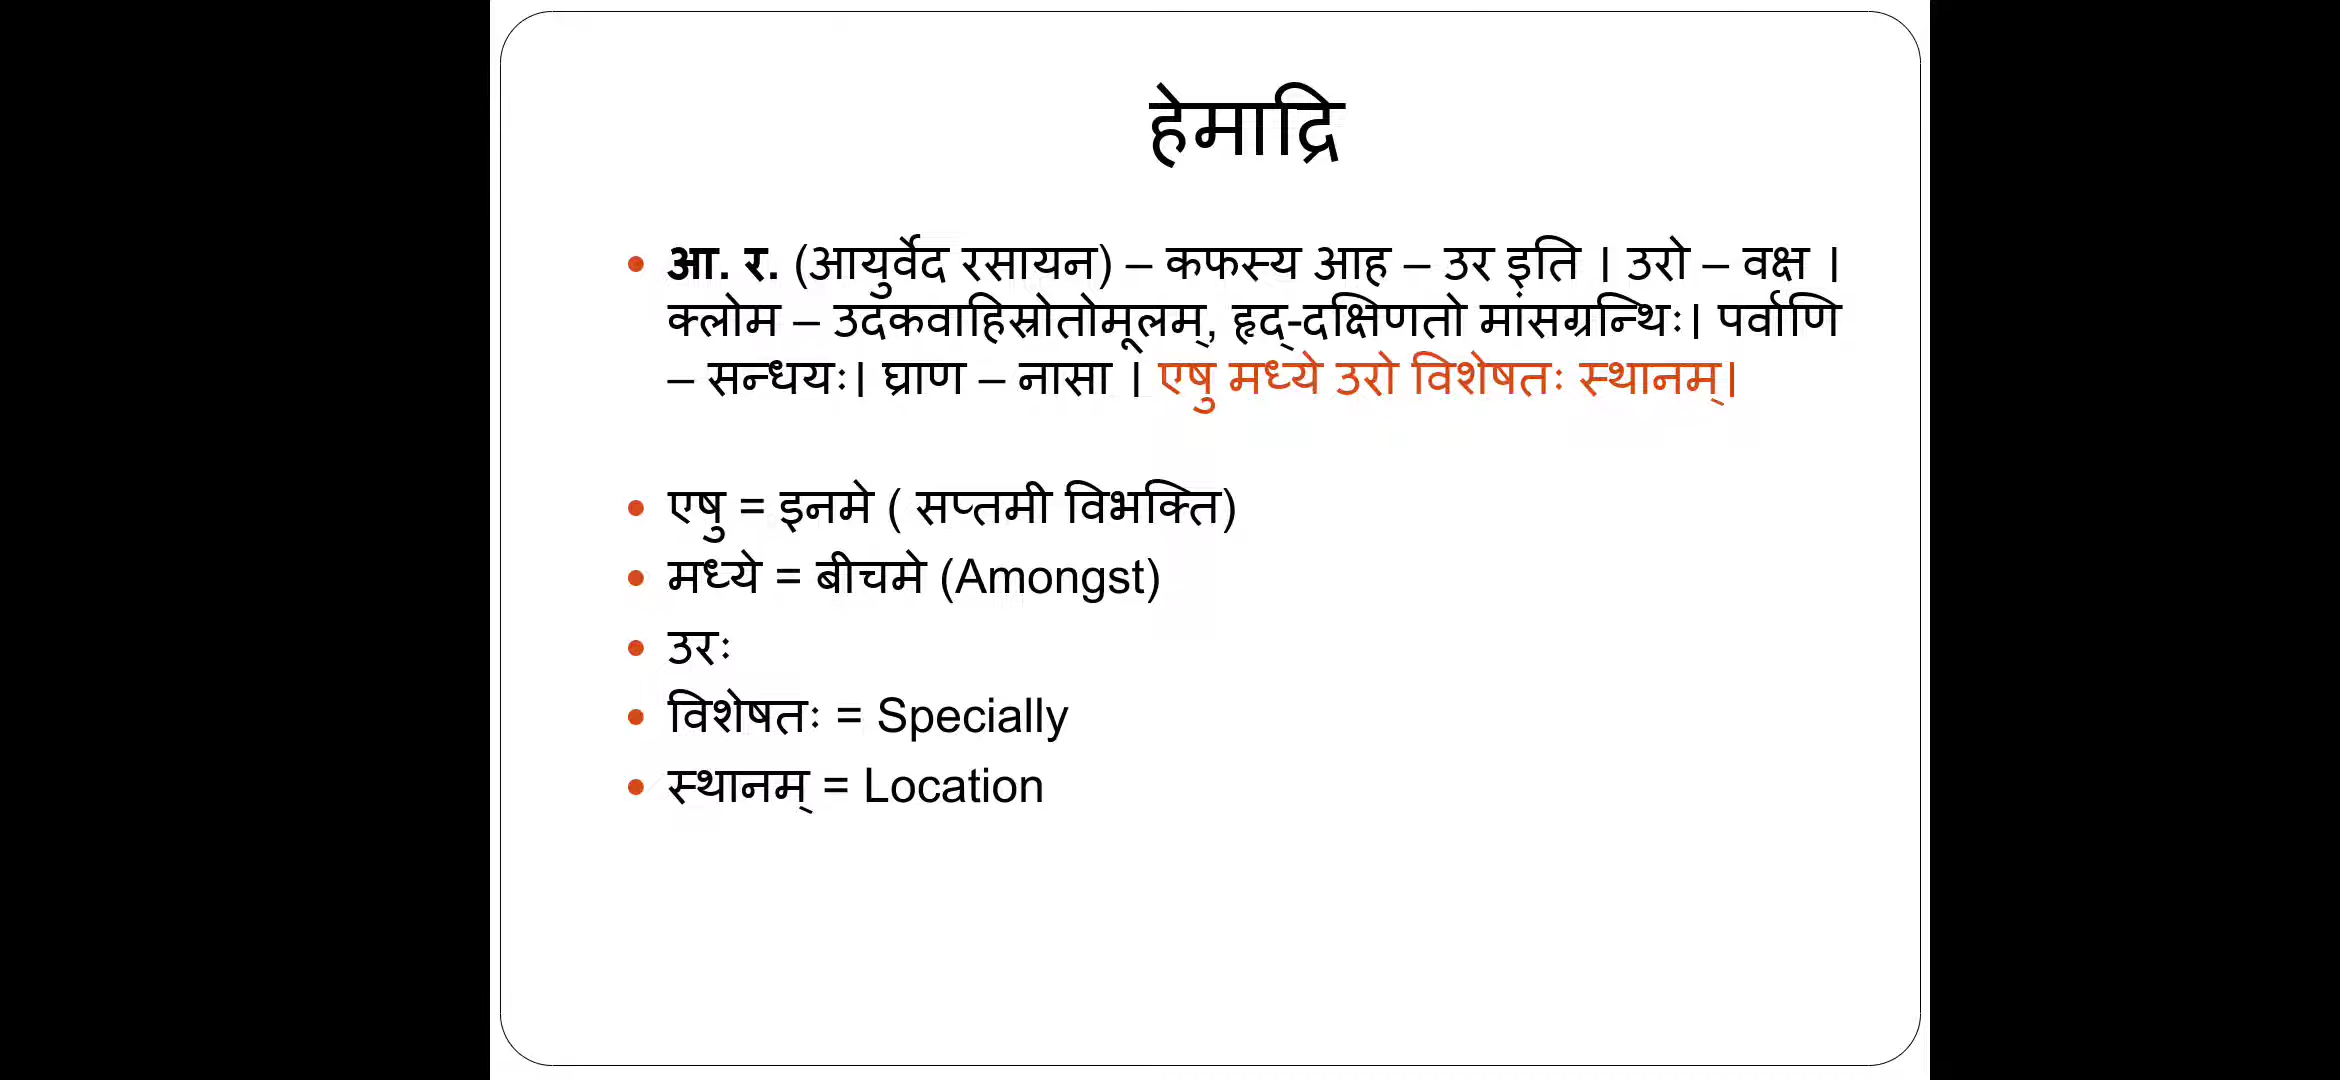 हेमाद्रि
• आ. र. (आयुर्वेद रसायन) – कफस्य आह – उर इति । उरो – वक्ष ।
क्लोम – उदकवाहिस्रोतोमूलम्, हृद्-दक्षिणतो मांसग्रन्थिः। पर्वाणि
– सन्धयः। घ्राण – नासा । एषु मध्ये उरो विशेषतः स्थानम्।
• एषु = इनमे ( सप्तमी विभक्ति)
• मध्ये = बीचमे (Amongst)
• उरः
• विशेषतः = Specially
• स्थानम् = Location